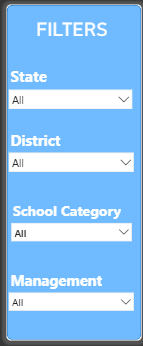 FILTERS
State
All
District
All
School Category
All
Management
All